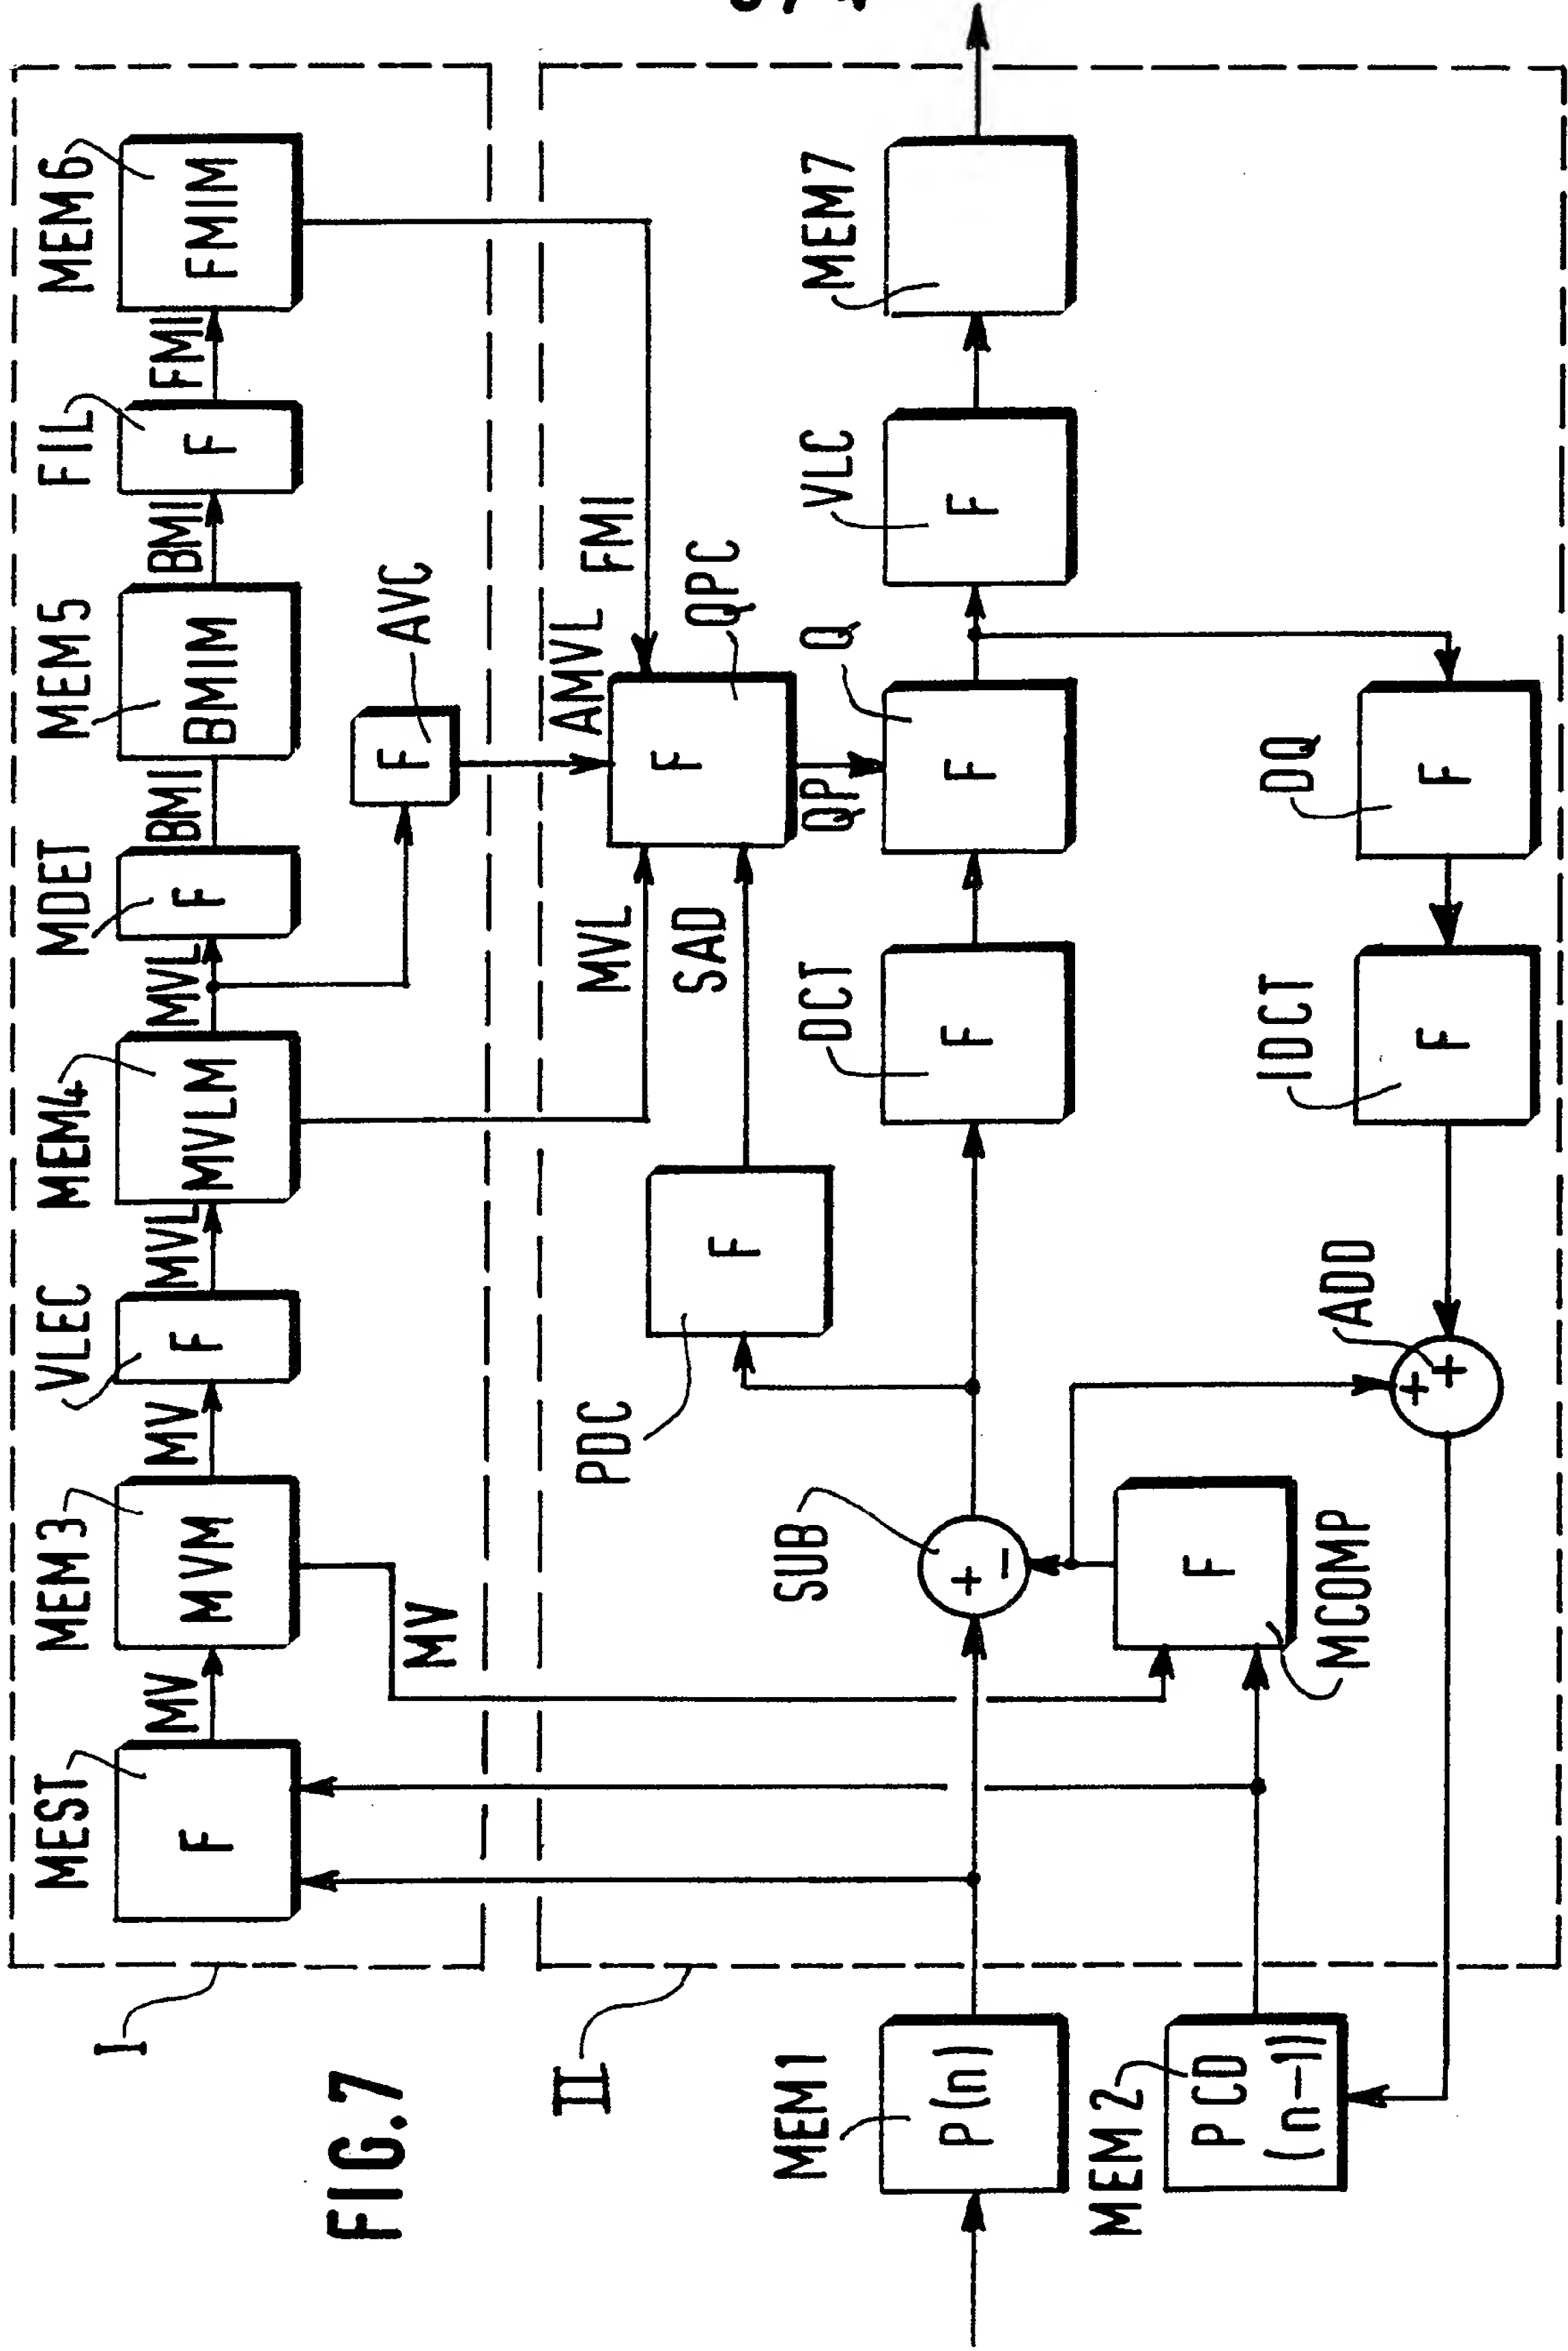 I
MEST
F
MV
MEM3
MVM
MV
VLEC
F
MVL
MEM4
MVLM
MVL
MDET
F
BMI
MEM5
BMIM
BMI
FIL
F
FMI
MEM6
FMIM
MV
AVC
F
AMVL
FIG.7
II
MVL
SAD
FMI
QPC
F
QP
PDC
F
MEM1
P(n)
SUB
+
−
DCT
F
Q
F
VLC
F
MEM7
MEM2
PCD
(n−1)
F
MCOMP
ADD
+
+
IDCT
F
DQ
F